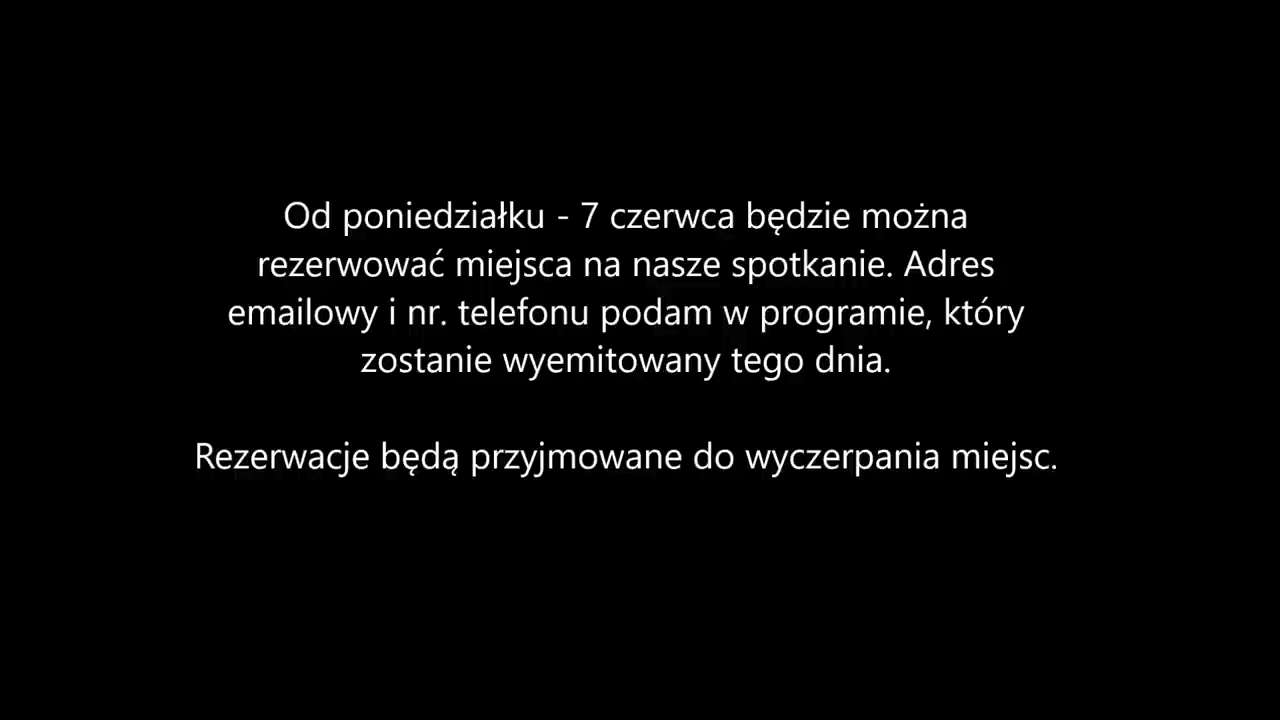 Od poniedziałku - 7 czerwca będzie można
rezerwować miejsca na nasze spotkanie. Adres
emailowy i nr. telefonu podam w programie, który
zostanie wyemitowany tego dnia.
Rezerwacje będą przyjmowane do wyczerpania miejsc.